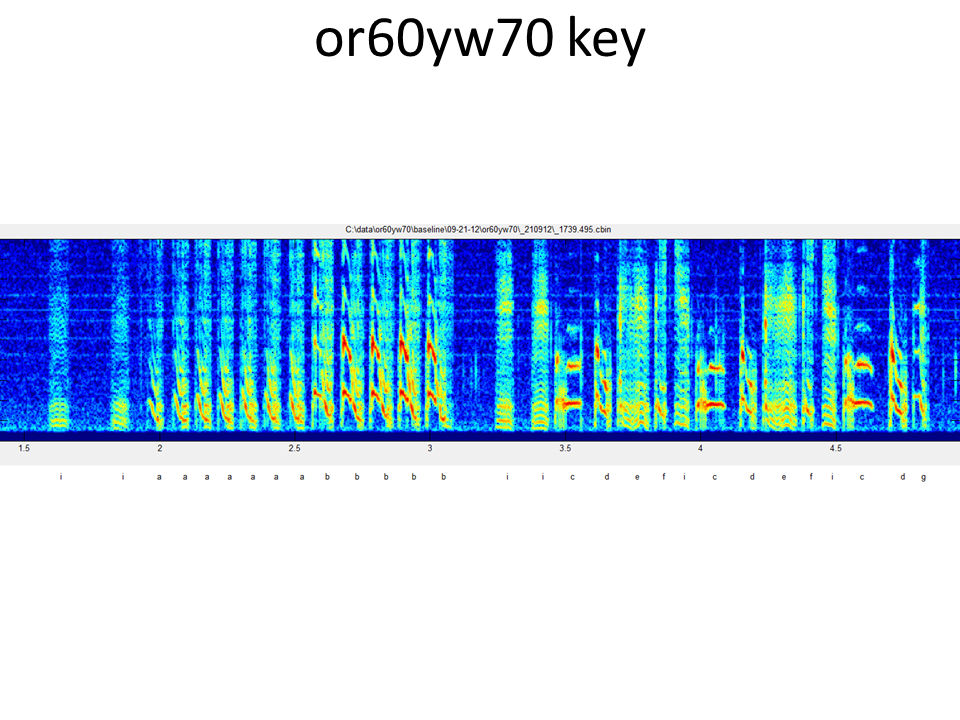 or60yw70 key
C:\data\or60yw70\baseline\09-21-12\or60yw70\_210912\_1739.495.cbin
1.5 2 2.5 3 3.5 4 4.5
i i a a a a a a a b b b b b i i c d e f i c d e f i c d g